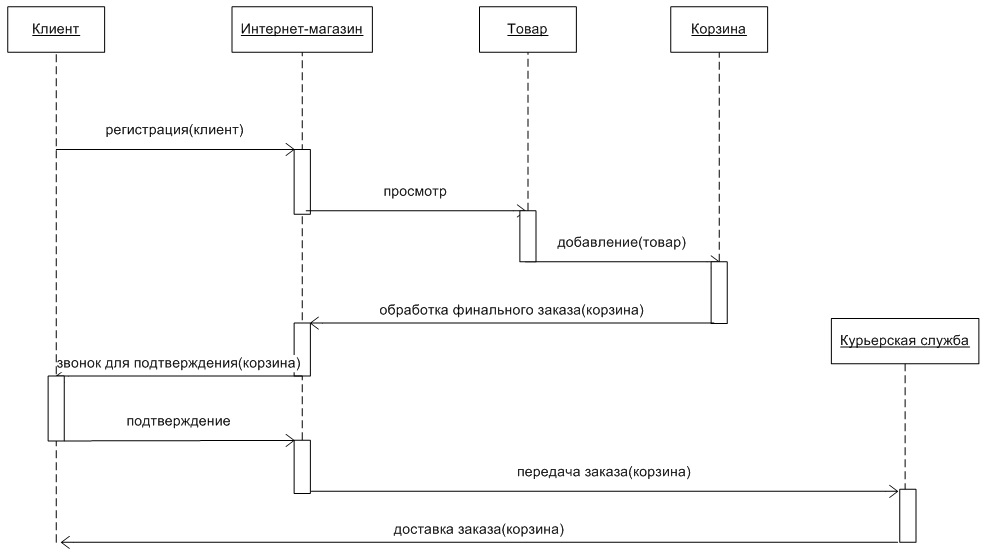 Клиент
Интернет-магазин
Товар
Корзина
регистрация(клиент)
просмотр
добавление(товар)
обработка финального заказа(корзина)
Курьерская служба
звонок для подтверждения(корзина)
подтверждение
передача заказа(корзина)
доставка заказа(корзина)